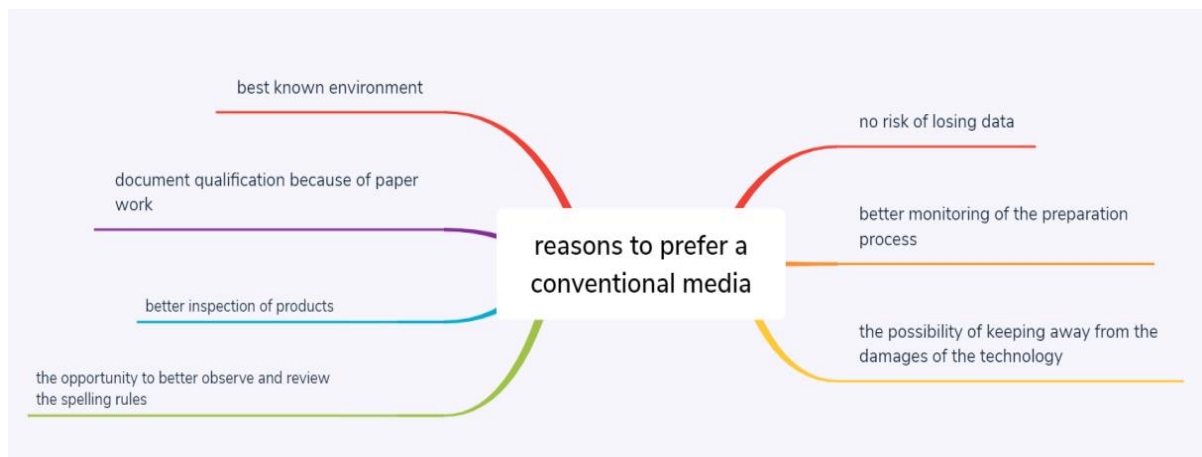 best known environment
document qualification because of paper
work
better inspection of products
the opportunity to better observe and review
the spelling rules
reasons to prefer a
conventional media
no risk of losing data
better monitoring of the preparation
process
the possibility of keeping away from the
damages of the technology